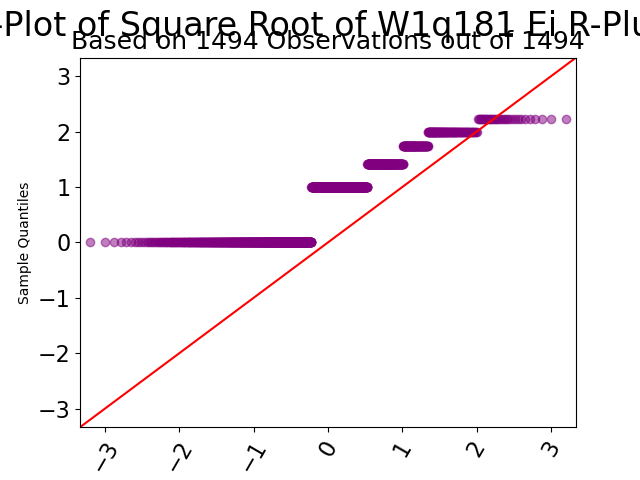 -Plot of Square Root of W1q181 Ei R-Plu
Based on 1494 Observations out of 1494
3
2
1
0
−1
−2
−3
Sample Quantiles
−3 −2 −1 0 1 2 3